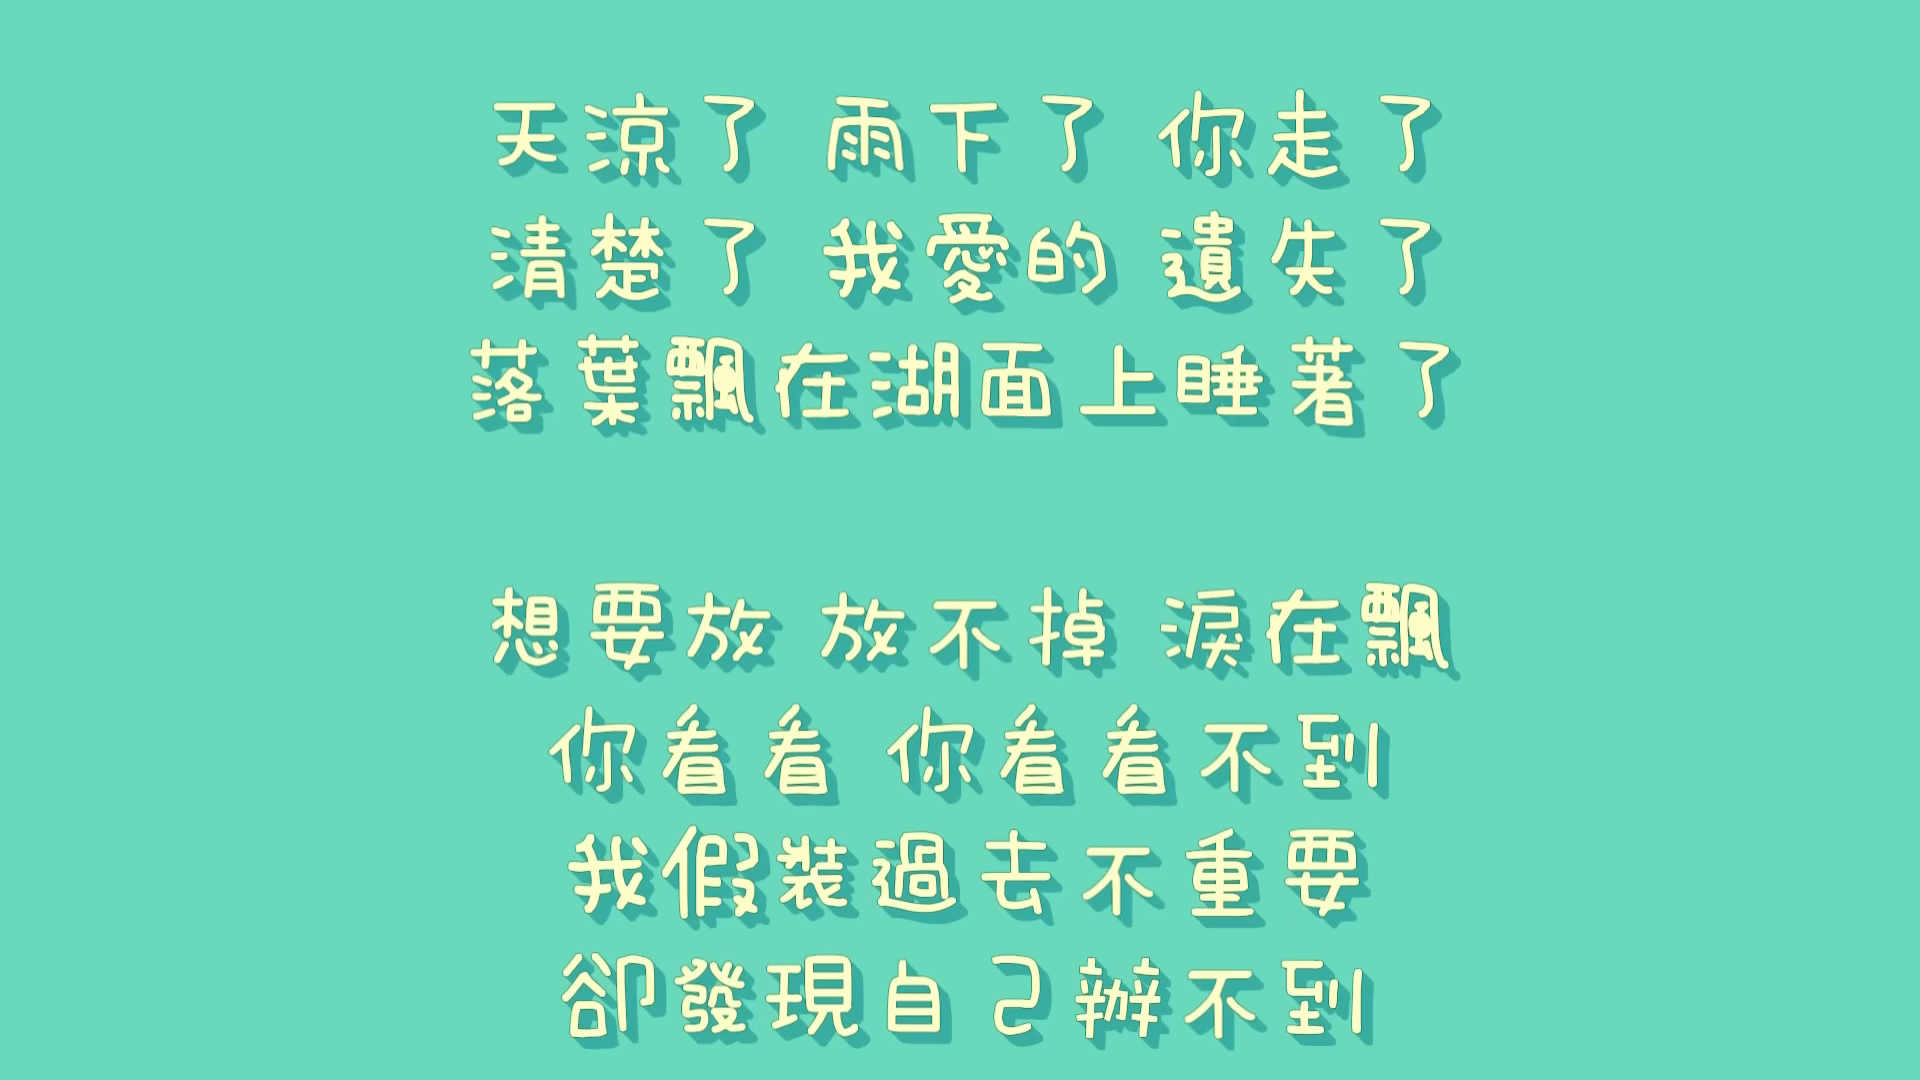 天涼了 雨下了 你走了
清楚了 我愛的 遺失了
落葉飄在湖面上睡著了
想要放 放不掉 淚在飄
你看看 你看看不到
我假裝過去不重要
卻發現自己辦不到